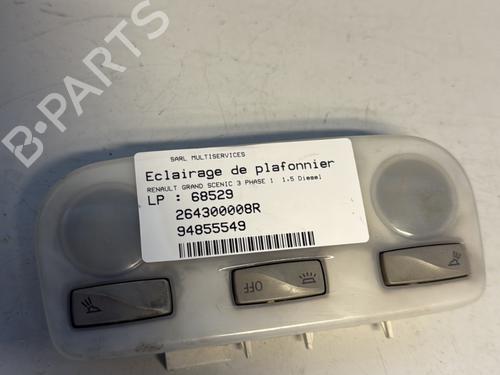 B-PARTS
SARL MULTISERVICES
Eclairage de plafonnier
RENAULT GRAND SCENIC 3 PHASE 1 1.5 Diesel
LP : 68529
264300008R
94855549
OFF